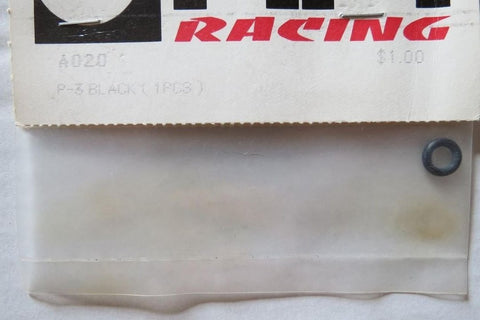 RACING
A020 $1.00
P-3 BLACK ( 1PCS )